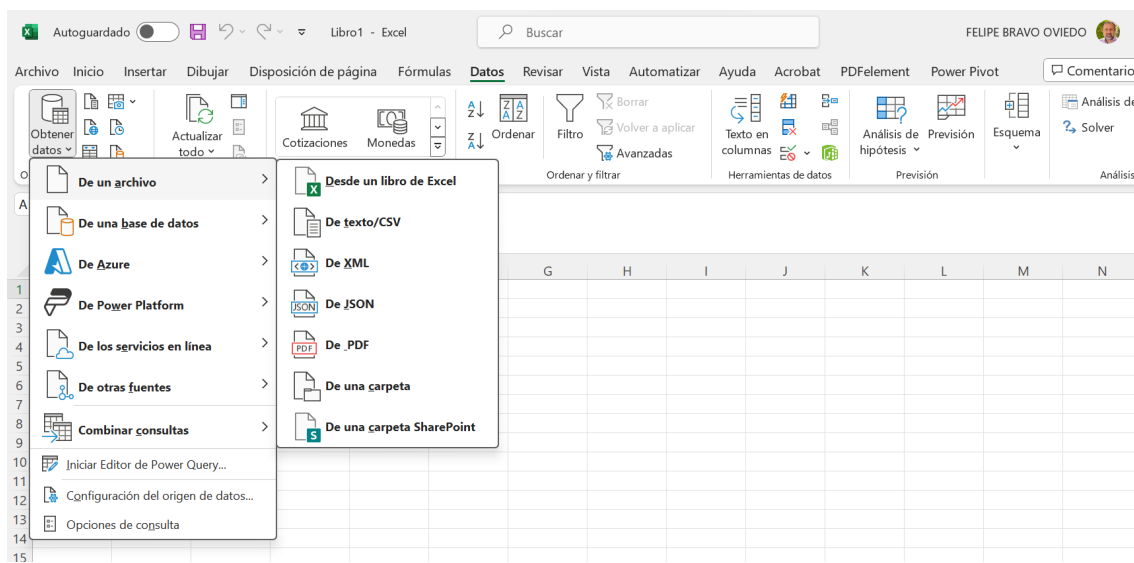 Autoguardado
Libro1 - Excel
Buscar
FELIPE BRAVO OVIEDO
Archivo Inicio Insertar Dibujar Disposición de página Fórmulas Datos Revisar Vista Automatizar Ayuda Acrobat PDFelement Power Pivot Comentario
Obtener datos
Actualizar todo
Cotizaciones Monedas
Ordenar
Filtro
Borrar
Volver a aplicar
Avanzadas
Texto en columnas
Análisis de hipótesis
Previsión
Esquema
Análisis de
Solver
Ordenar y filtrar
Herramientas de datos
Previsión
Análisis
De un archivo
De una base de datos
De Azure
De Power Platform
De los servicios en línea
De otras fuentes
Combinar consultas
Iniciar Editor de Power Query...
Configuración del origen de datos...
Opciones de consulta
Desde un libro de Excel
De texto/CSV
De XML
JSON De JSON
PDF De PDF
De una carpeta
S De una carpeta SharePoint
A
G H I J K L M N
1
2
3
4
5
6
7
8
9
10
11
12
13
14
15